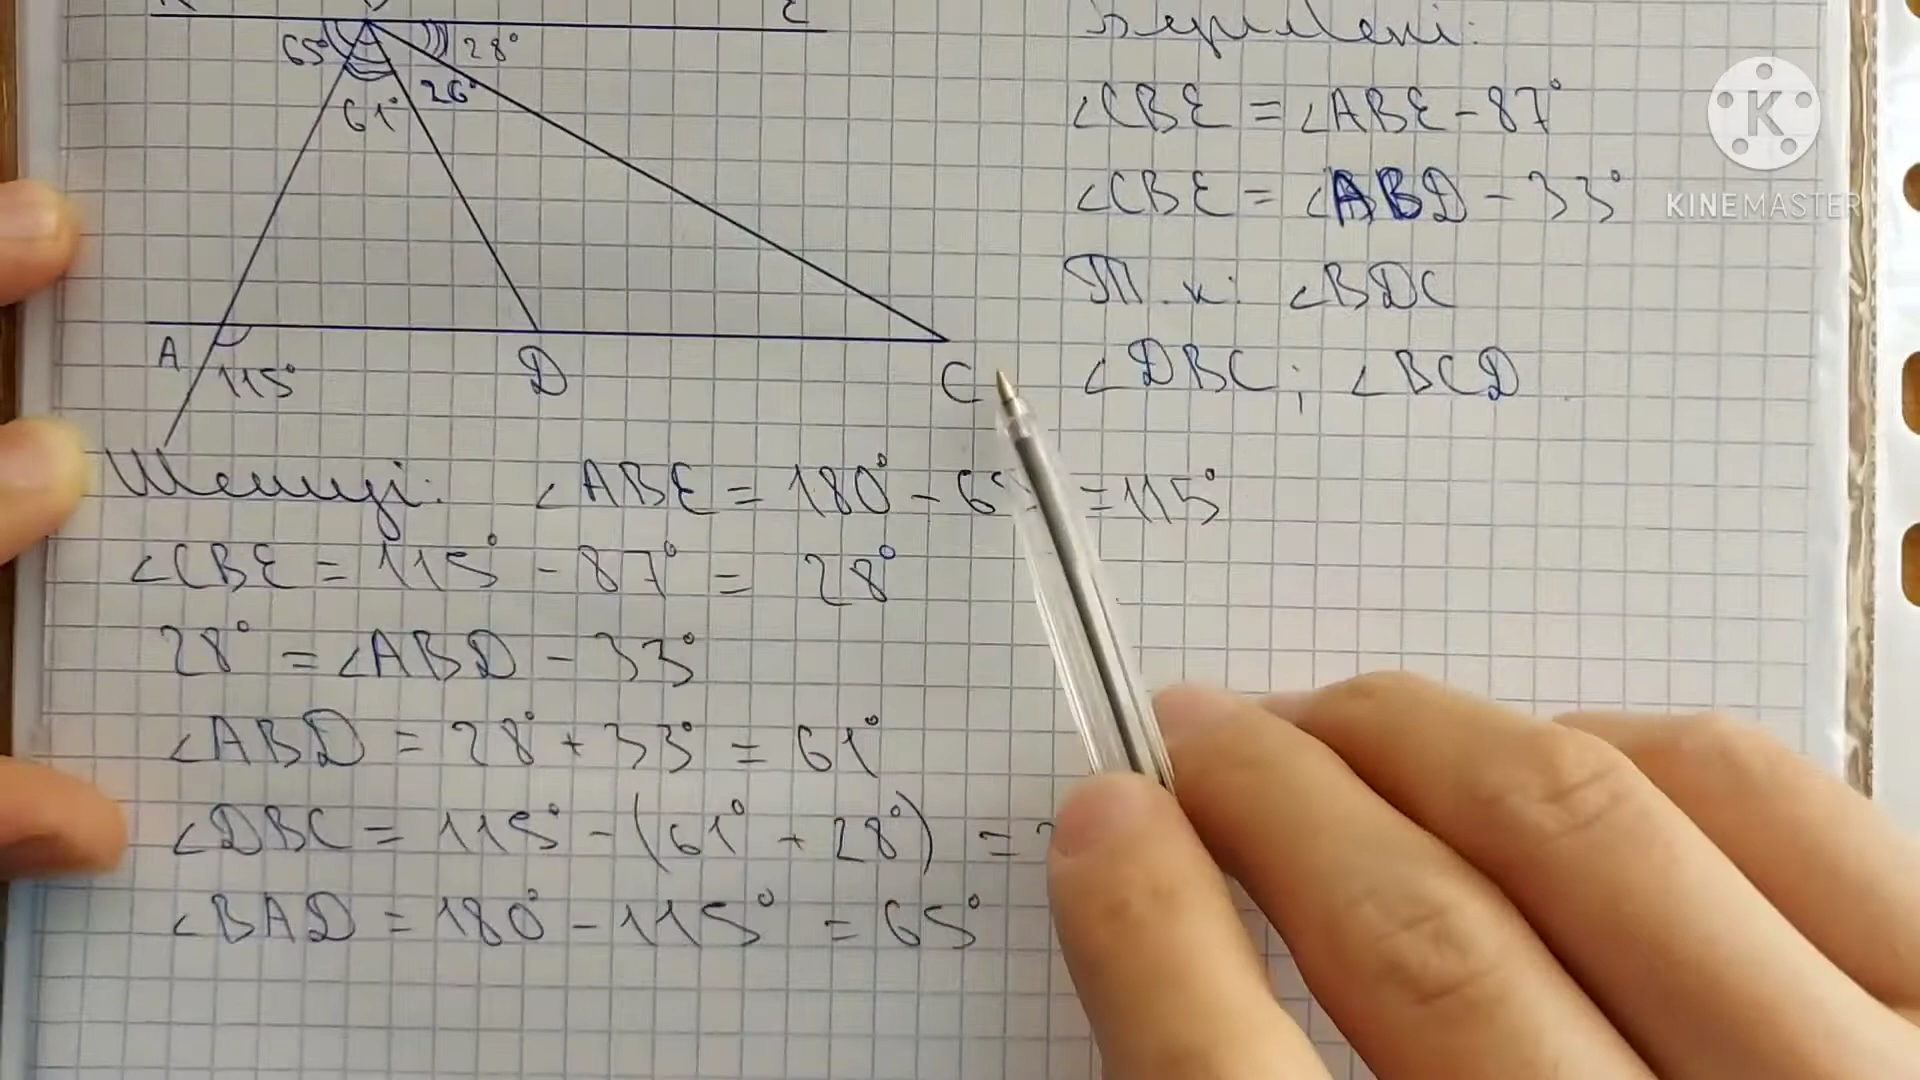 65° 28°
61° 26°
A 115° D C
Берилгені:
∠CBE = ∠ABE - 87°
∠CBE = ∠ABD - 33°
Т.к: ∠BDC
∠DBC; ∠BCD
K
KINEMASTER
Шешуі: ∠ABE = 180° - 6 = 115°
∠CBE = 115° - 87° = 28°
28° = ∠ABD - 33°
∠ABD = 28° + 33° = 61°
∠DBC = 115° - (61° + 28°) =
∠BAD = 180° - 115° = 65°